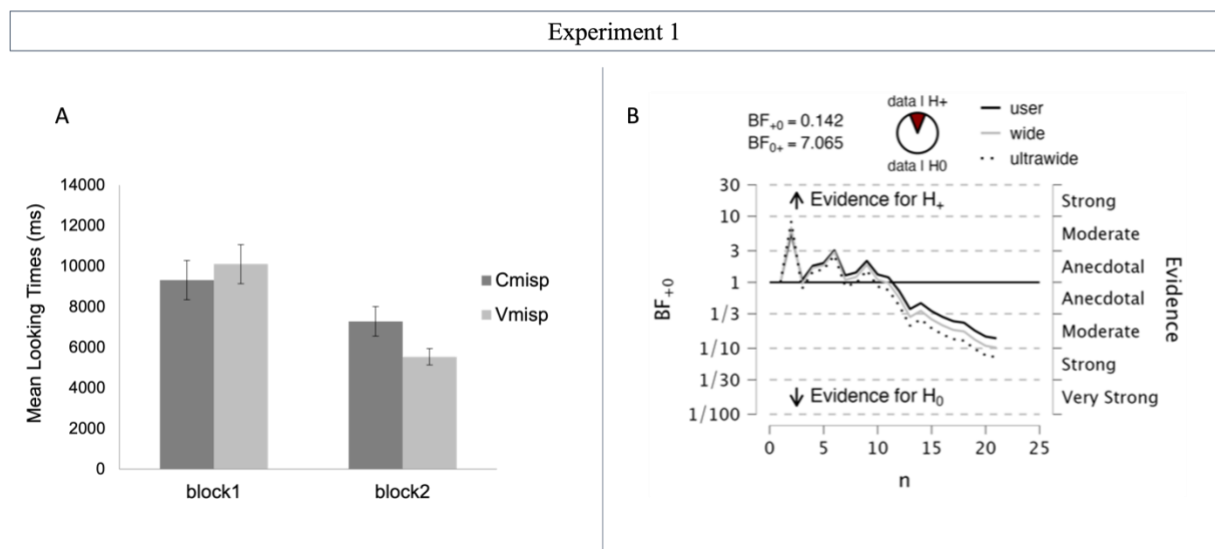 Experiment 1
A
Mean Looking Times (ms)
14000
12000
10000
8000
6000
4000
2000
0
block1 block2
Cmisp
Vmisp
B
BF+0 = 0.142
BF0+ = 7.065
data | H+
data | H0
user
wide
ultrawide
BF+0
30
10
3
1
1/3
1/10
1/30
1/100
Evidence for H+
Evidence for H0
Strong
Moderate
Anecdotal
Anecdotal
Moderate
Strong
Very Strong
Evidence
0 5 10 15 20 25
n